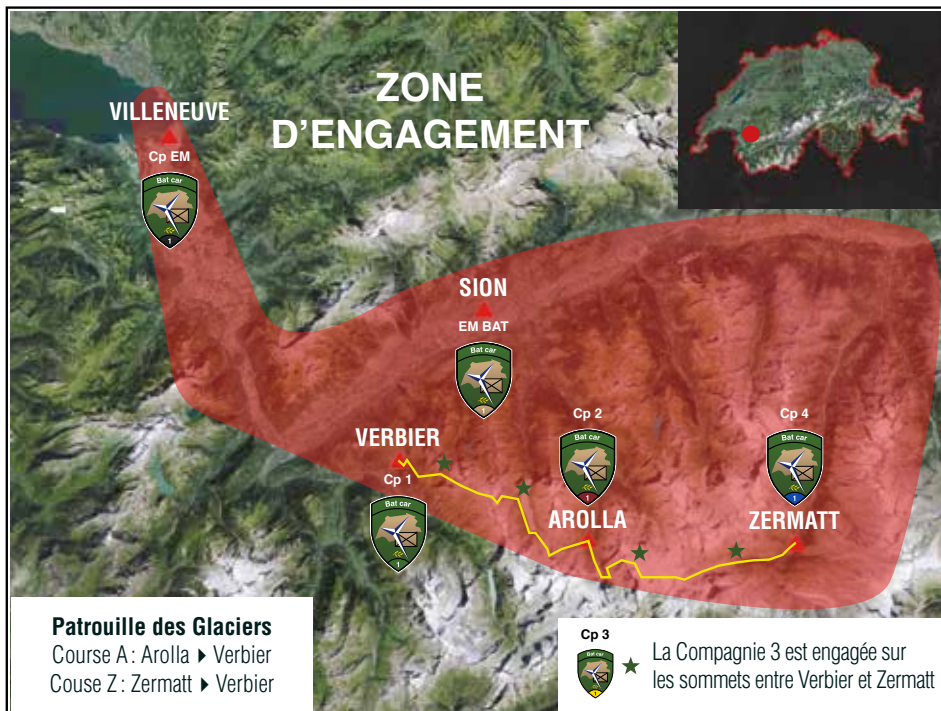 ZONE
D'ENGAGEMENT
VILLENEUVE
Cp EM
Bat car
1
SION
EM BAT
Bat car
1
VERBIER
Cp 1
Bat car
1
Cp 2
Bat car
1
AROLLA
Cp 4
Bat car
1
ZERMATT
Patrouille des Glaciers
Course A : Arolla ▶ Verbier
Couse Z : Zermatt ▶ Verbier
Cp 3
Bat car
1
La Compagnie 3 est engagée sur
les sommets entre Verbier et Zermatt